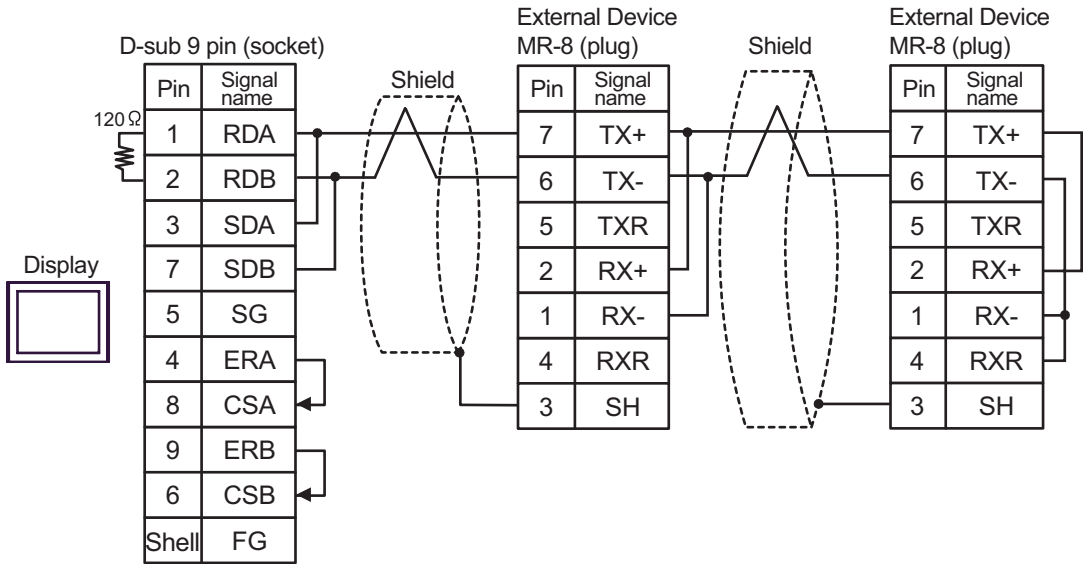 External Device
MR-8 (plug)
External Device
MR-8 (plug)
D-sub 9 pin (socket)
Shield
Shield
Pin Signal name
1 RDA
2 RDB
3 SDA
7 SDB
5 SG
4 ERA
8 CSA
9 ERB
6 CSB
Shell FG
120Ω
Display
Pin Signal name
7 TX+
6 TX-
5 TXR
2 RX+
1 RX-
4 RXR
3 SH
Pin Signal name
7 TX+
6 TX-
5 TXR
2 RX+
1 RX-
4 RXR
3 SH